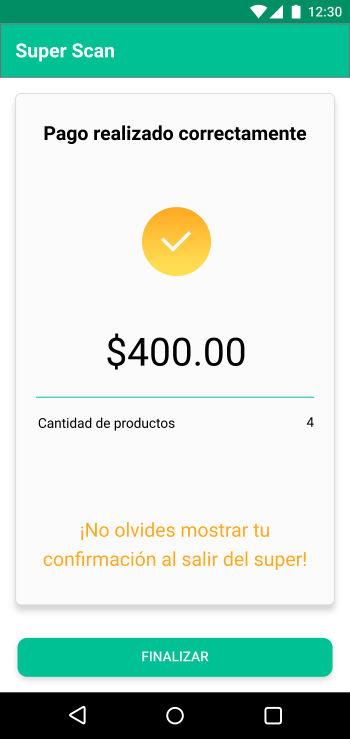 12:30
Super Scan
Pago realizado correctamente
$400.00
Cantidad de productos 4
¡No olvides mostrar tu
confirmación al salir del super!
FINALIZAR